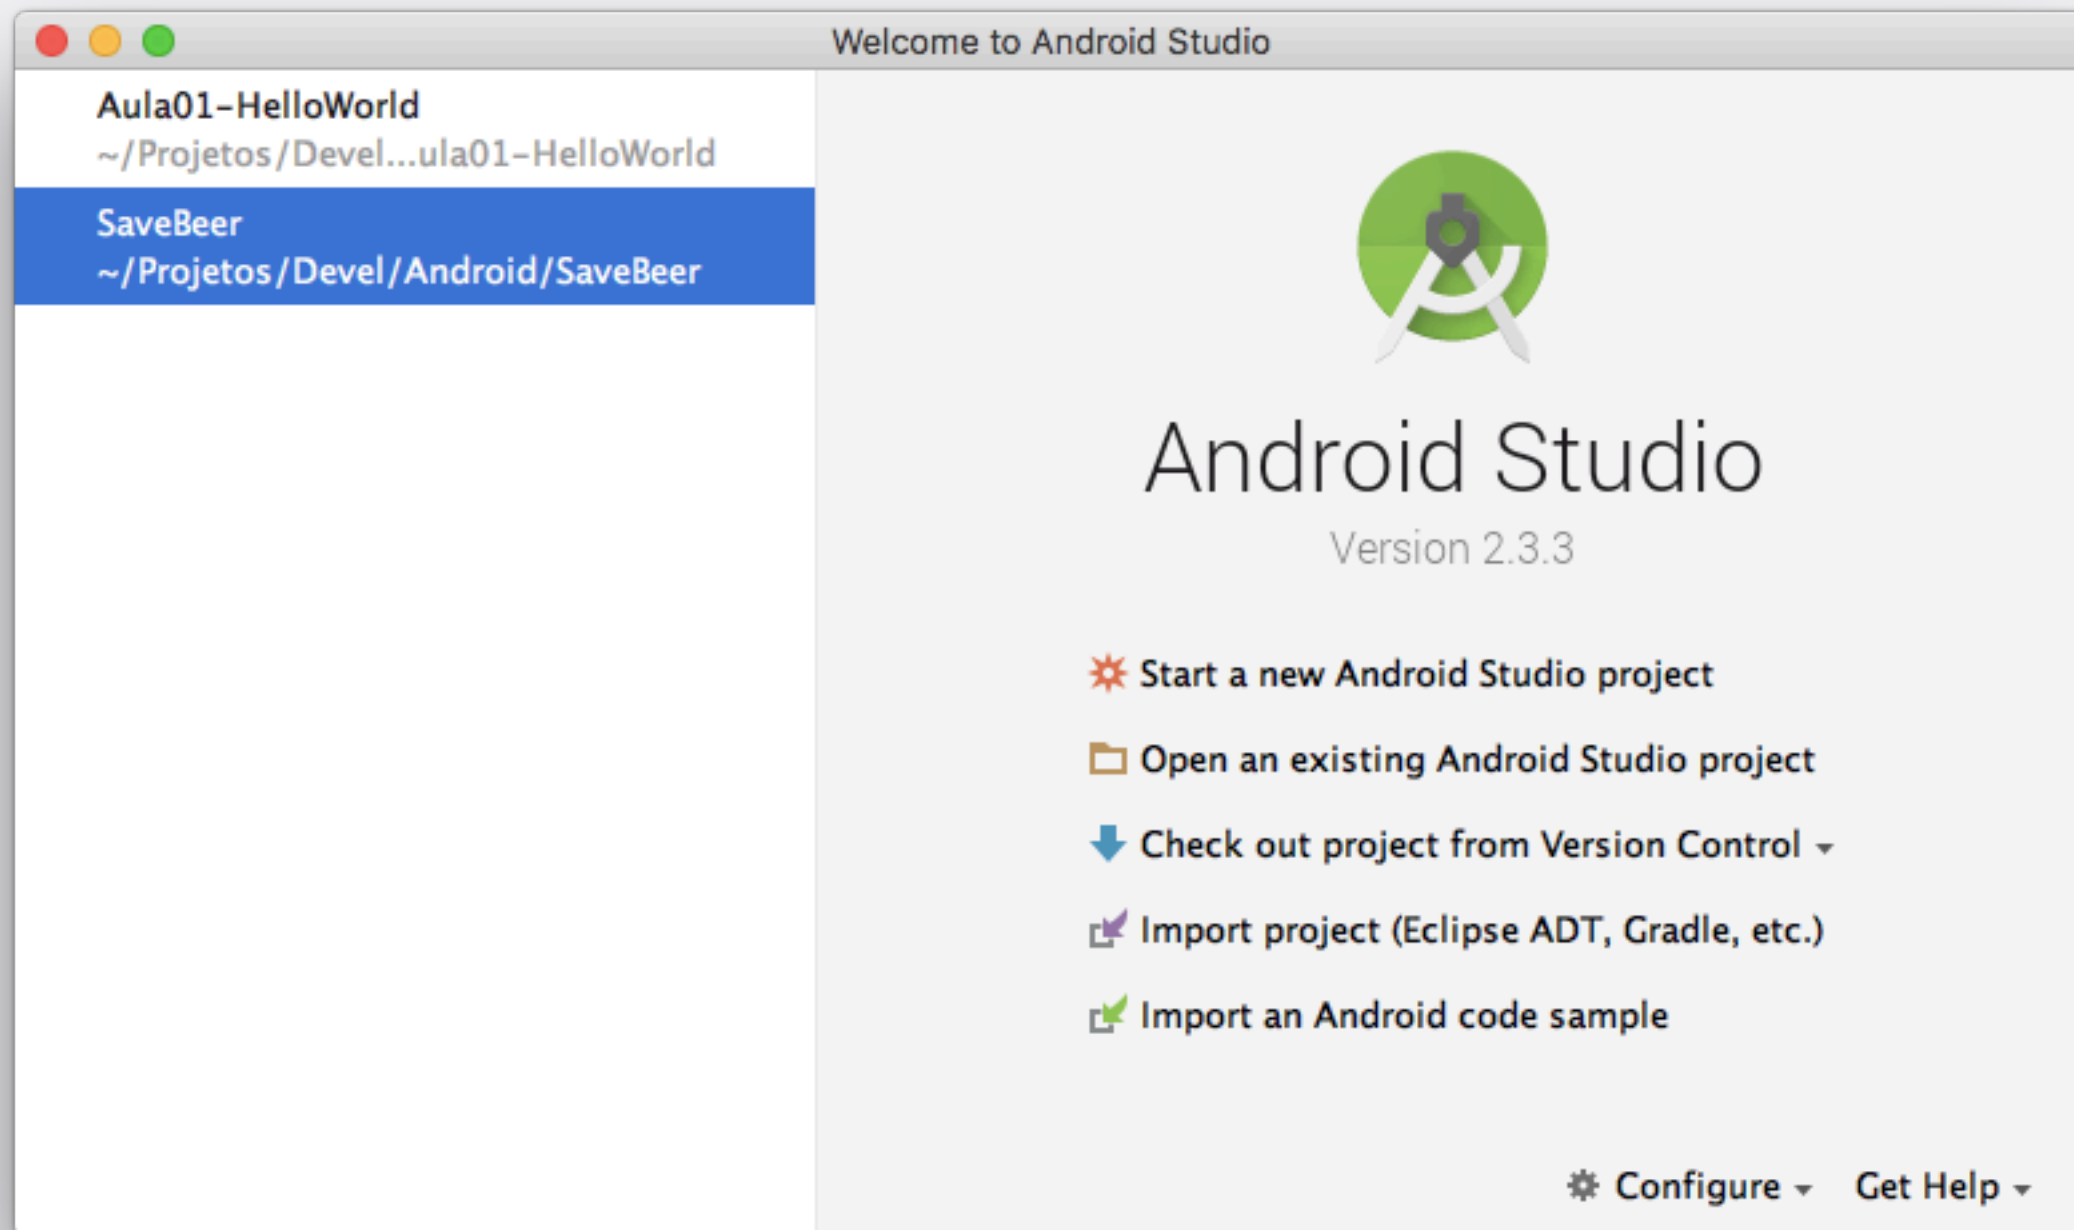 Welcome to Android Studio
Aula01-HelloWorld
~/Projetos/Devel...ula01-HelloWorld
SaveBeer
~/Projetos/Devel/Android/SaveBeer
Android Studio
Version 2.3.3
Start a new Android Studio project
Open an existing Android Studio project
Check out project from Version Control
Import project (Eclipse ADT, Gradle, etc.)
Import an Android code sample
Configure Get Help